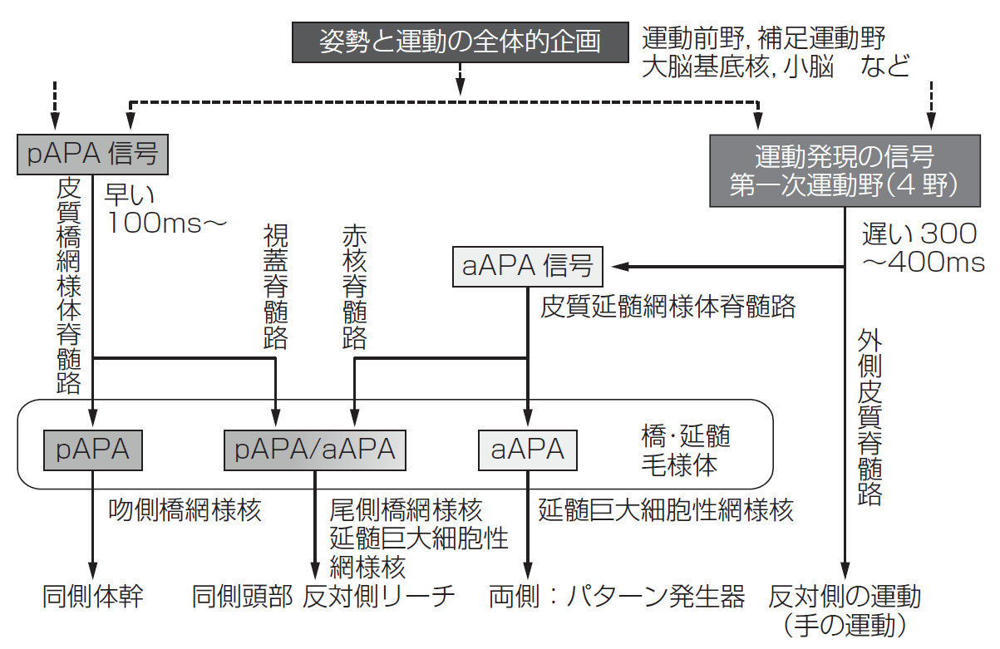 姿勢と運動の全体的企画
運動前野, 補足運動野
大脳基底核, 小脳　など
pAPA 信号
運動発現の信号
第一次運動野(4 野)
皮質橋網様体脊髄路
早い
100ms〜
視蓋脊髄路
赤核脊髄路
aAPA 信号
遅い 300
〜400ms
皮質延髄網様体脊髄路
外側皮質脊髄路
pAPA
pAPA/aAPA
aAPA
橋・延髄
毛様体
吻側橋網様核
尾側橋網様核
延髄巨大細胞性
網様核
延髄巨大細胞性網様核
同側体幹
同側頭部 反対側リーチ
両側：パターン発生器
反対側の運動
(手の運動)